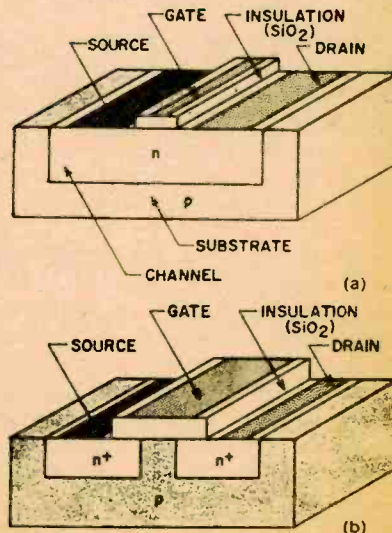 GATE
INSULATION
(SiO2)
SOURCE
DRAIN
n
p
SUBSTRATE
CHANNEL
(a)
GATE
INSULATION
(SiO2)
SOURCE
DRAIN
n+
n+
p
(b)